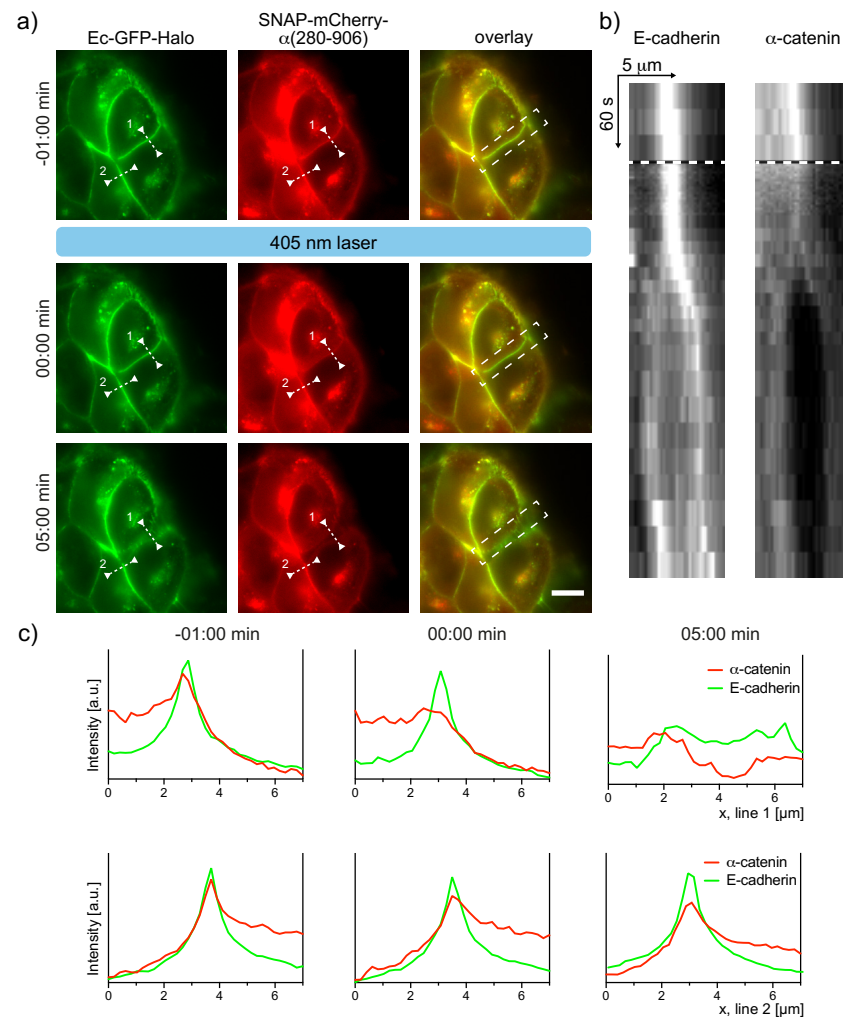 a)
Ec-GFP-Halo
SNAP-mCherry-
α(280-906)
overlay
-01:00 min
1
2
1
2
405 nm laser
00:00 min
1
2
1
2
05:00 min
1
2
1
2
b)
E-cadherin
α-catenin
5 μm
60 s
c)
-01:00 min
00:00 min
05:00 min
Intensity [a.u.]
α-catenin
E-cadherin
0 2 4 6
0 2 4 6
0 2 4 6
x, line 1 [μm]
Intensity [a.u.]
α-catenin
E-cadherin
0 2 4 6
0 2 4 6
0 2 4 6
x, line 2 [μm]